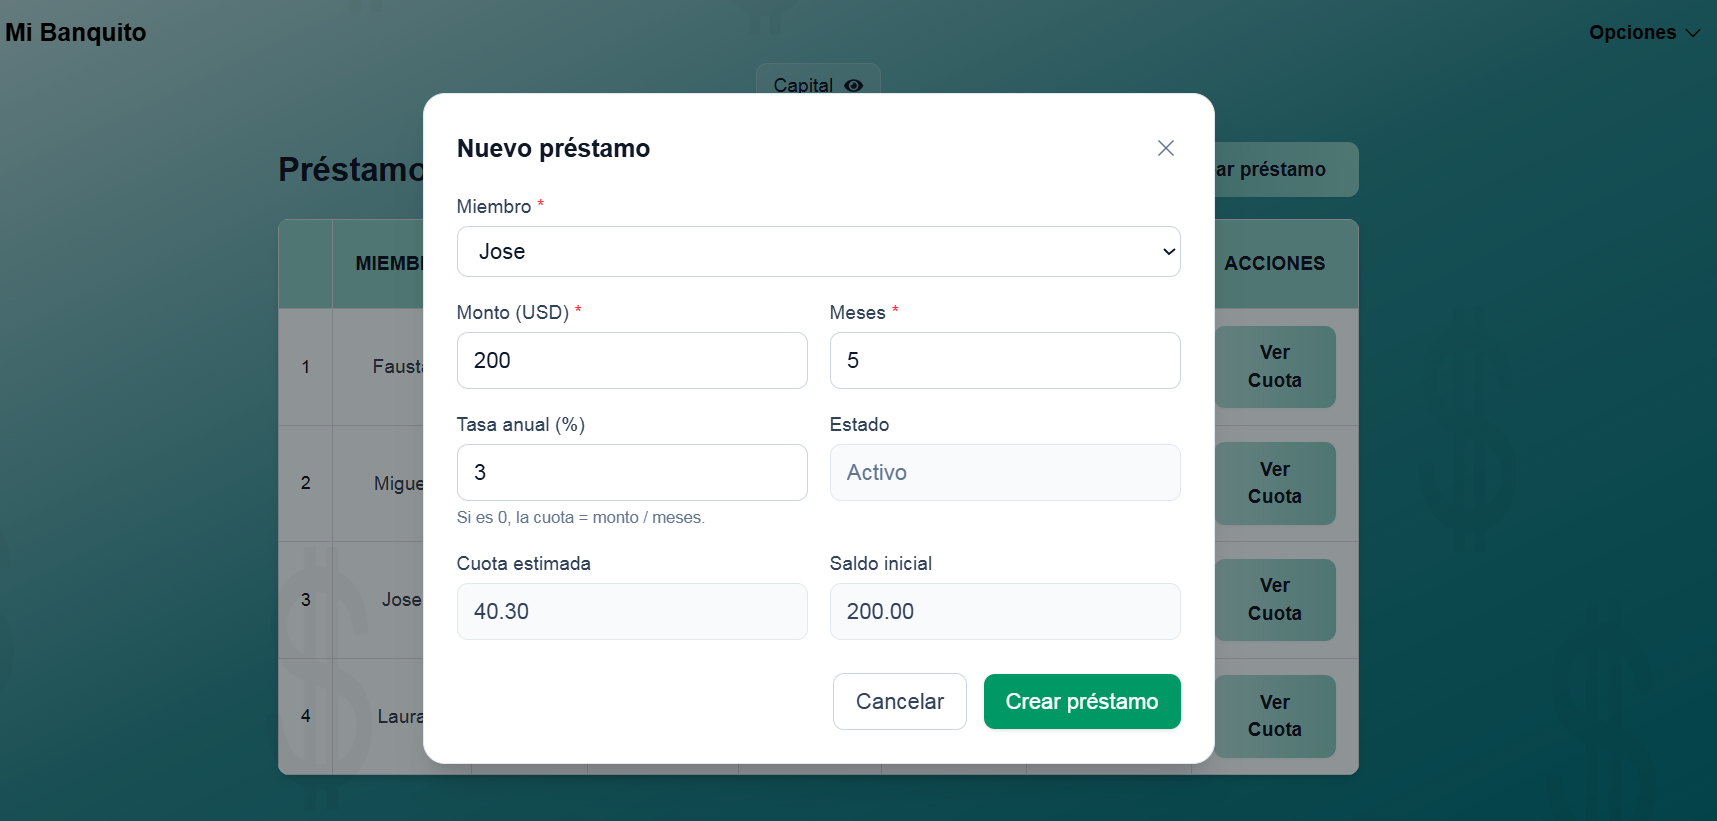 Mi Banquito
Opciones
Capital
Nuevo préstamo
Préstamo
ar préstamo
Miembro *
Jose
Monto (USD) *
Meses *
200
5
Tasa anual (%)
Estado
3
Activo
Si es 0, la cuota = monto / meses.
Cuota estimada
Saldo inicial
40.30
200.00
Cancelar
Crear préstamo
MIEMB
ACCIONES
1
Faust
Ver
Cuota
2
Migue
Ver
Cuota
3
Jose
Ver
Cuota
4
Laura
Ver
Cuota